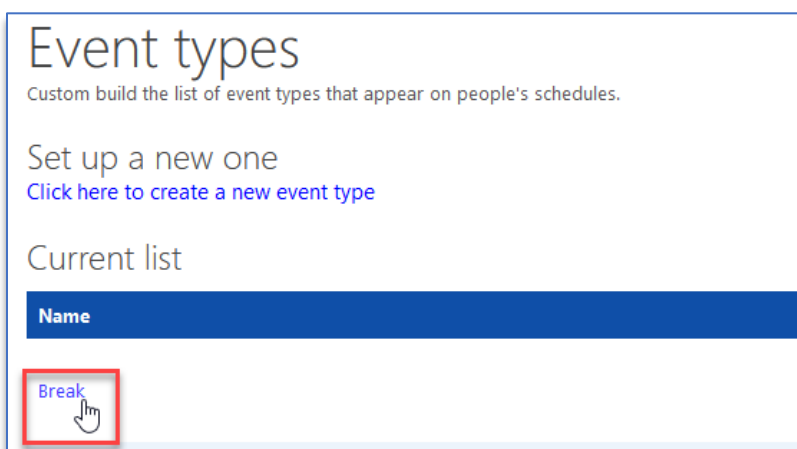 Event types
Custom build the list of event types that appear on people's schedules.
Set up a new one
Click here to create a new event type
Current list
Name
Break